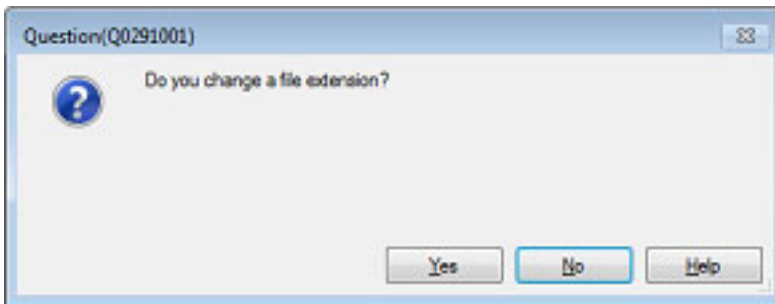 Question(Q0291001)
Do you change a file extension?
Yes
No
Help